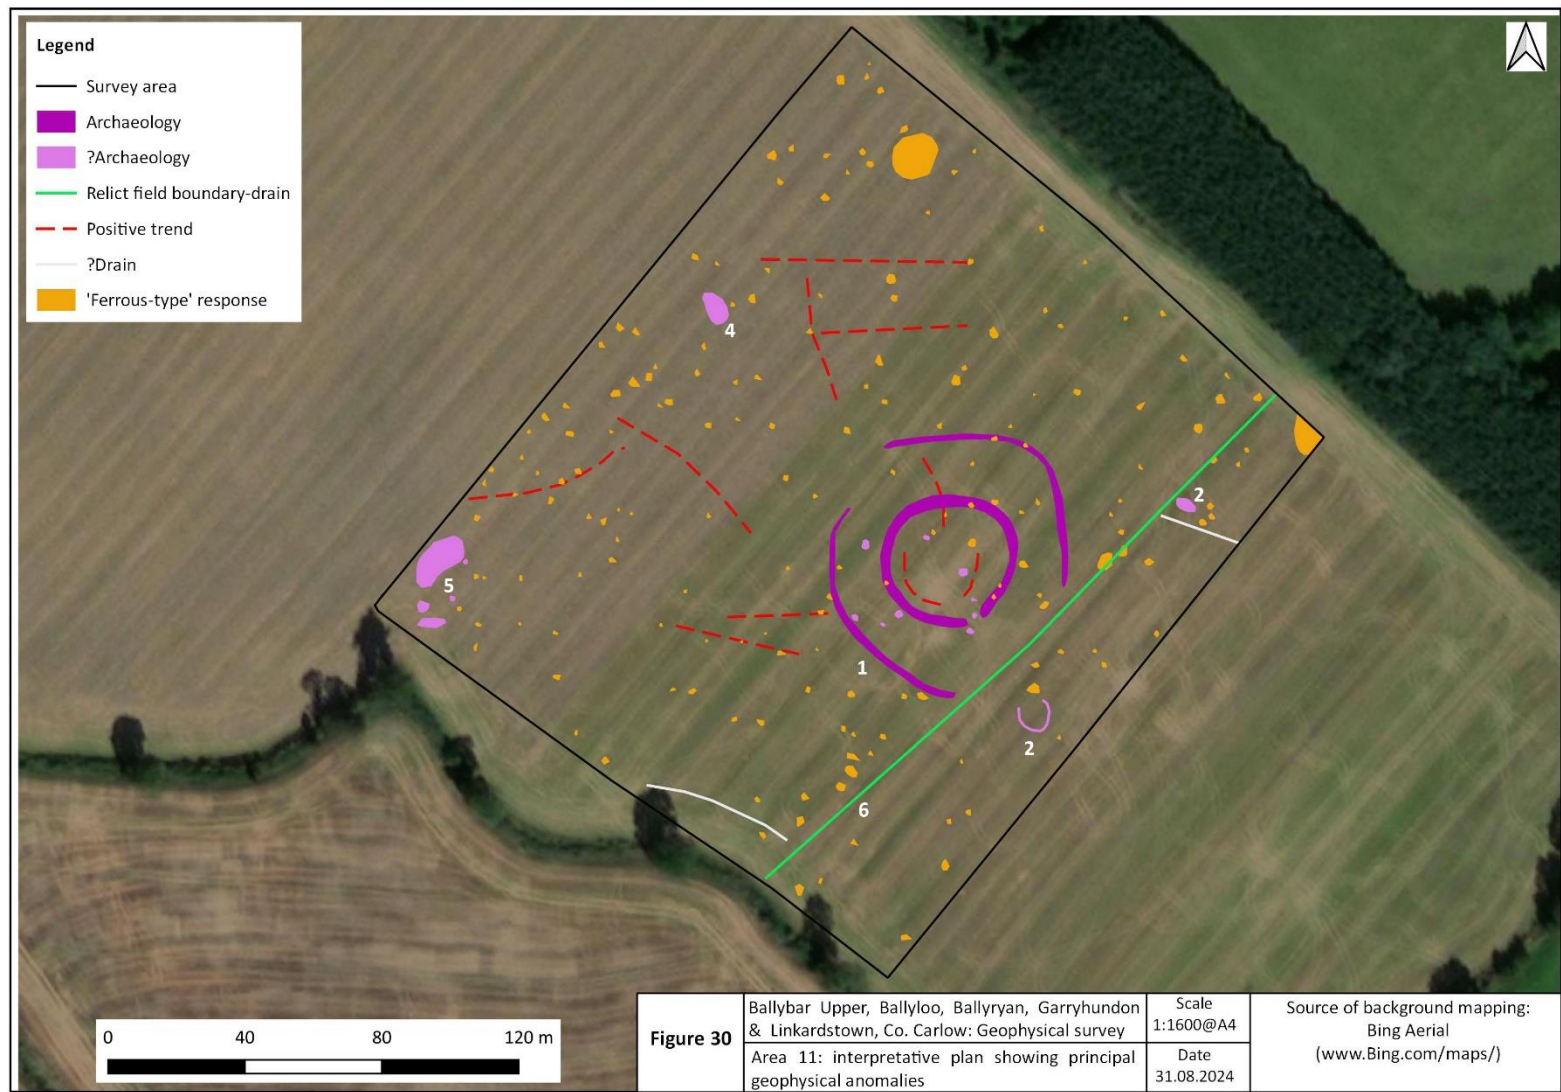 Legend
Survey area
Archaeology
?Archaeology
Relict field boundary-drain
Positive trend
?Drain
'Ferrous-type' response
4
2
5
1
2
6
0 40 80 120 m
Figure 30
Ballybar Upper, Ballyloo, Ballyryan, Garryhundon
& Linkardstown, Co. Carlow: Geophysical survey
Area 11: interpretative plan showing principal
geophysical anomalies
Scale
1:1600@A4
Date
31.08.2024
Source of background mapping:
Bing Aerial
(www.Bing.com/maps/)